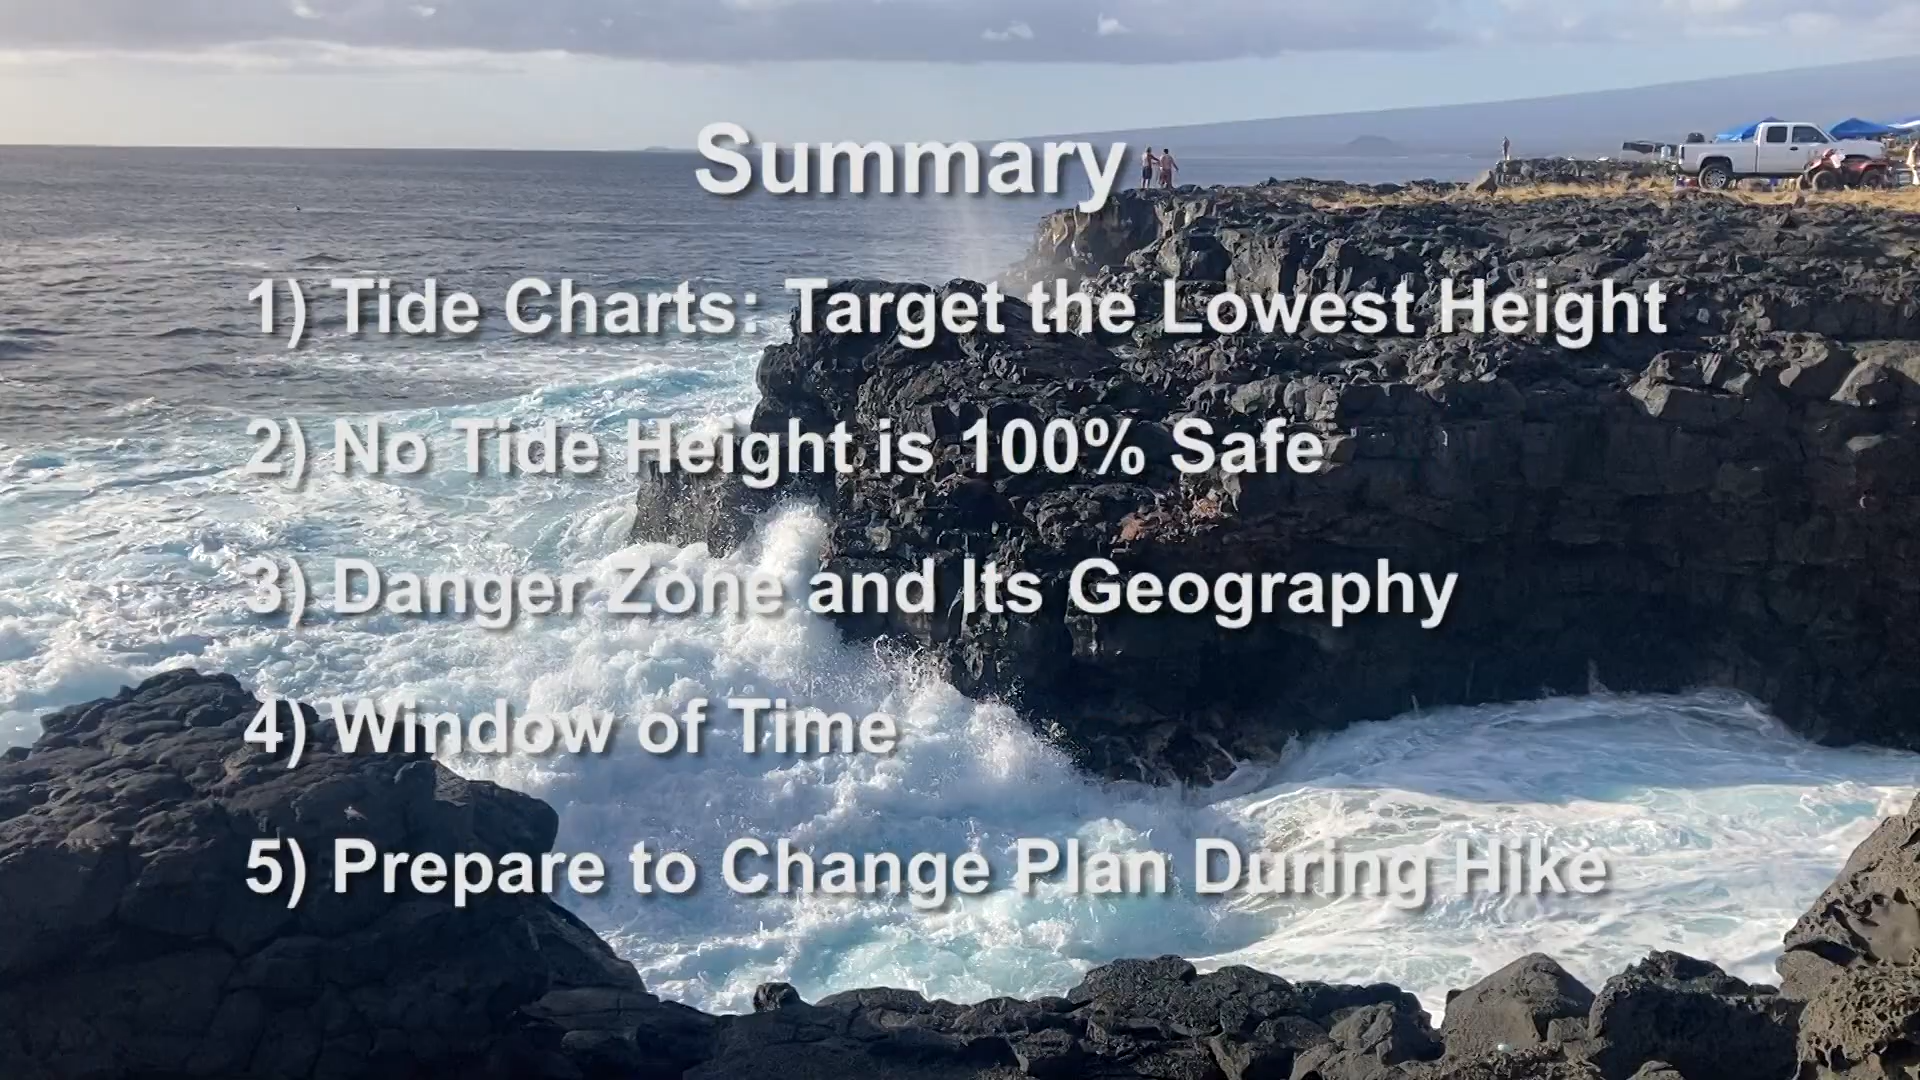 Summary
1) Tide Charts: Target the Lowest Height
2) No Tide Height is 100% Safe
3) Danger Zone and Its Geography
4) Window of Time
5) Prepare to Change Plan During Hike